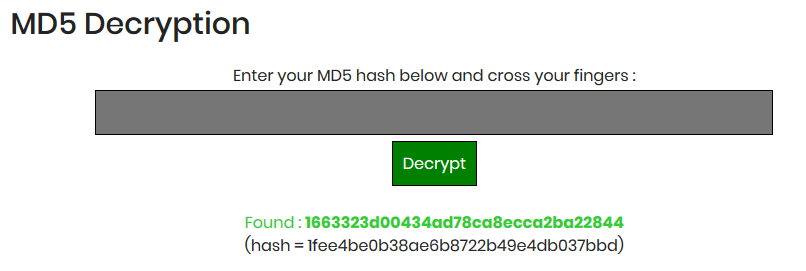 MD5 Decryption
Enter your MD5 hash below and cross your fingers :
Decrypt
Found : 1663323d00434ad78ca8ecca2ba22844
(hash = 1fee4be0b38ae6b8722b49e4db037bbd)